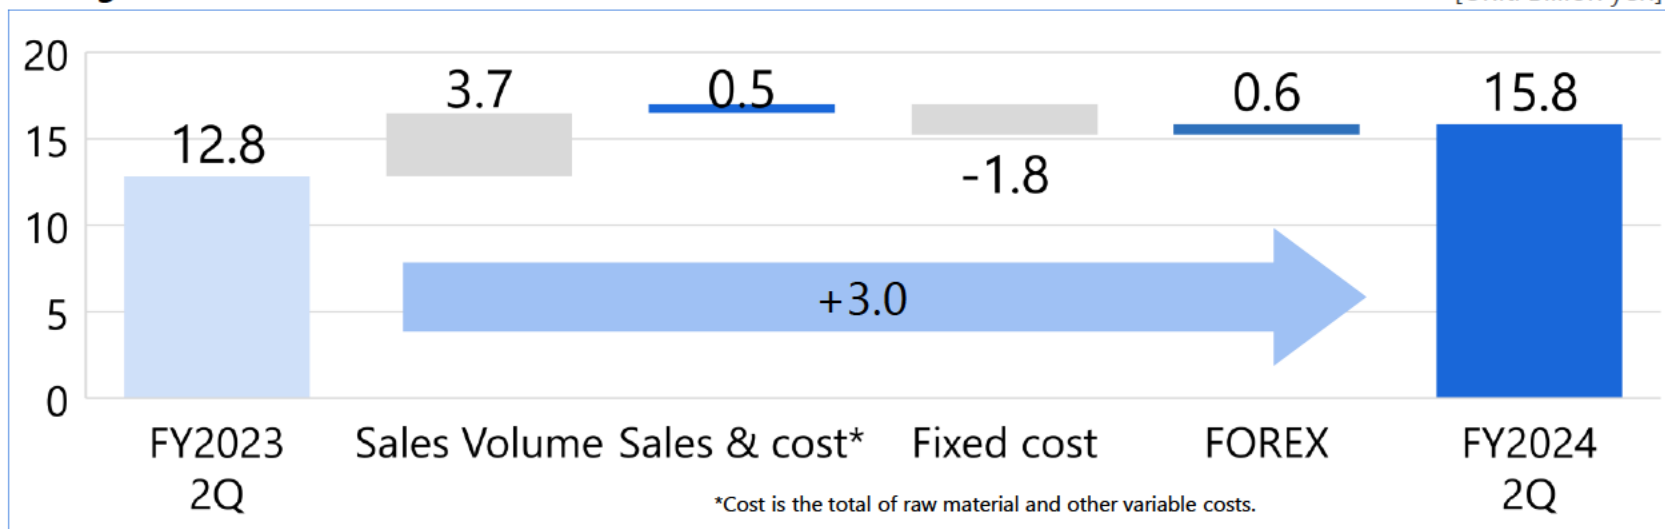 20
15
10
5
0
12.8
3.7
0.5
-1.8
0.6
15.8
+3.0
FY2023
2Q
Sales Volume
Sales & cost*
Fixed cost
FOREX
FY2024
2Q
*Cost is the total of raw material and other variable costs.